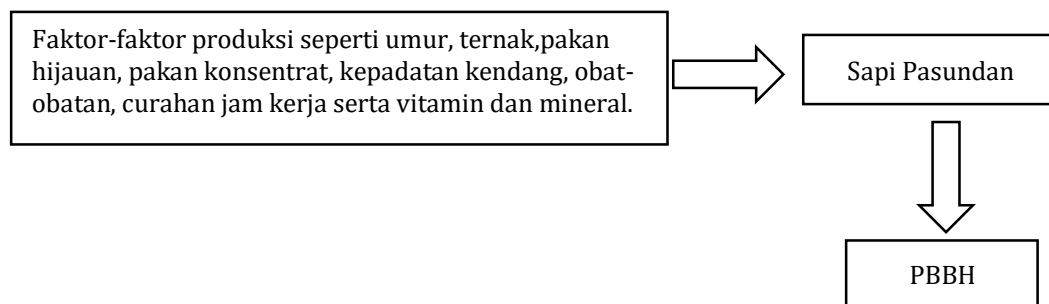 Faktor-faktor produksi seperti umur, ternak,pakan
hijauan, pakan konsentrat, kepadatan kendang, obat-
obatan, curahan jam kerja serta vitamin dan mineral.
Sapi Pasundan
PBBH